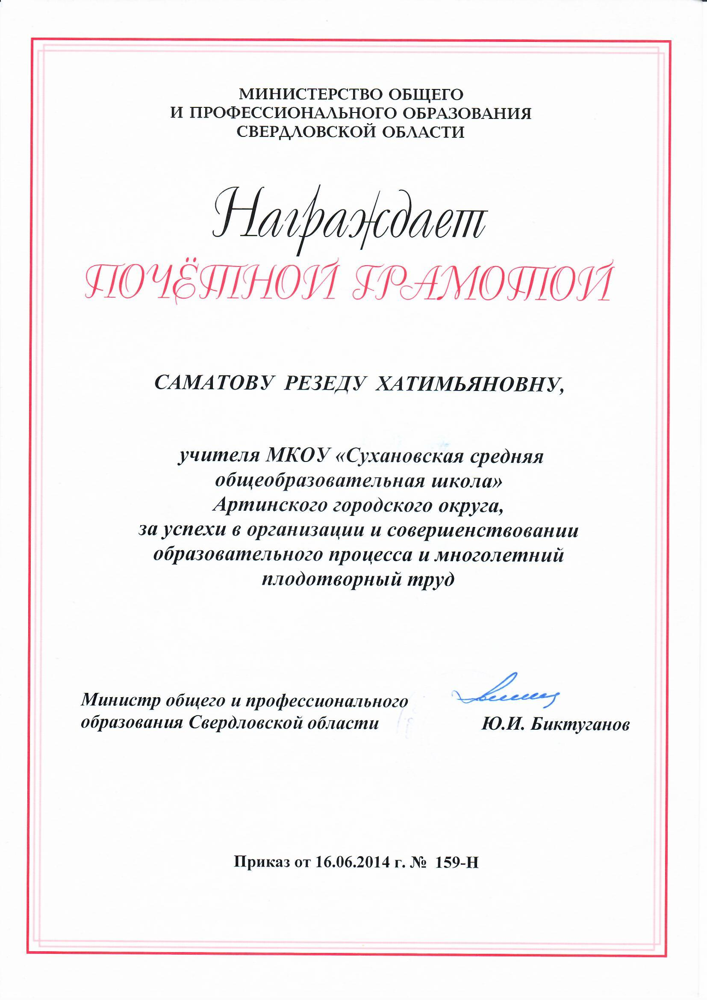 МИНИСТЕРСТВО ОБЩЕГО
И ПРОФЕССИОНАЛЬНОГО ОБРАЗОВАНИЯ
СВЕРДЛОВСКОЙ ОБЛАСТИ
Награждает
ПОЧЁТНОЙ ГРАМОТОЙ
САМАТОВУ РЕЗЕДУ ХАТИМЬЯНОВНУ,
учителя МКОУ «Сухановская средняя
общеобразовательная школа»
Артинского городского округа,
за успехи в организации и совершенствовании
образовательного процесса и многолетний
плодотворный труд
Министр общего и профессионального
образования Свердловской области
Ю.И. Биктуганов
Приказ от 16.06.2014 г. № 159-Н